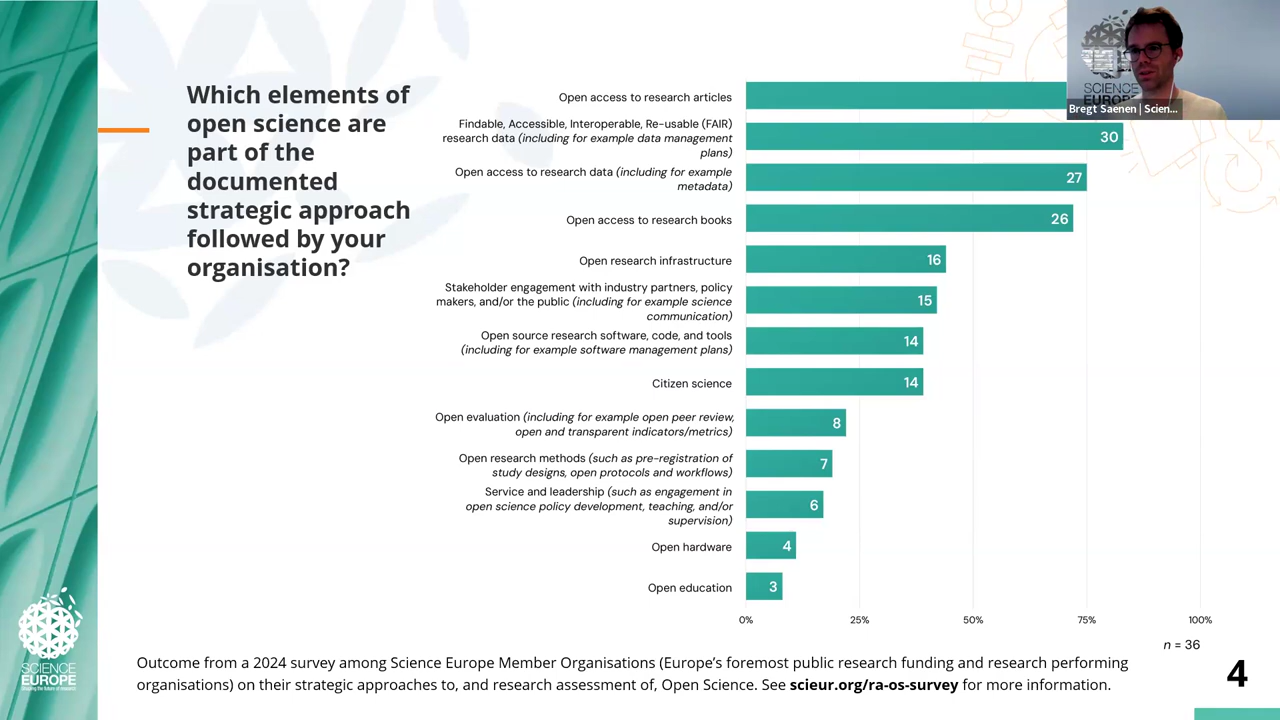 Which elements of
open science are
part of the
documented
strategic approach
followed by your
organisation?
Open access to research articles
Findable, Accessible, Interoperable, Re-usable (FAIR)
research data (including for example data management
plans)
30
Open access to research data (including for example
metadata)
27
Open access to research books
26
Open research infrastructure
16
Stakeholder engagement with industry partners, policy
makers, and/or the public (including for example science
communication)
15
Open source research software, code, and tools
(including for example software management plans)
14
Citizen science
14
Open evaluation (including for example open peer review,
open and transparent indicators/metrics)
8
Open research methods (such as pre-registration of
study designs, open protocols and workflows)
7
Service and leadership (such as engagement in
open science policy development, teaching, and/or
supervision)
6
Open hardware
4
Open education
3
0% 25% 50% 75% 100%
n = 36
SCIENCE
EUROPE
Bregt Saenen | Scien...
SCIENCE
EUROPE
Shaping the future of research
Outcome from a 2024 survey among Science Europe Member Organisations (Europe's foremost public research funding and research performing
organisations) on their strategic approaches to, and research assessment of, Open Science. See scieur.org/ra-os-survey for more information.
4